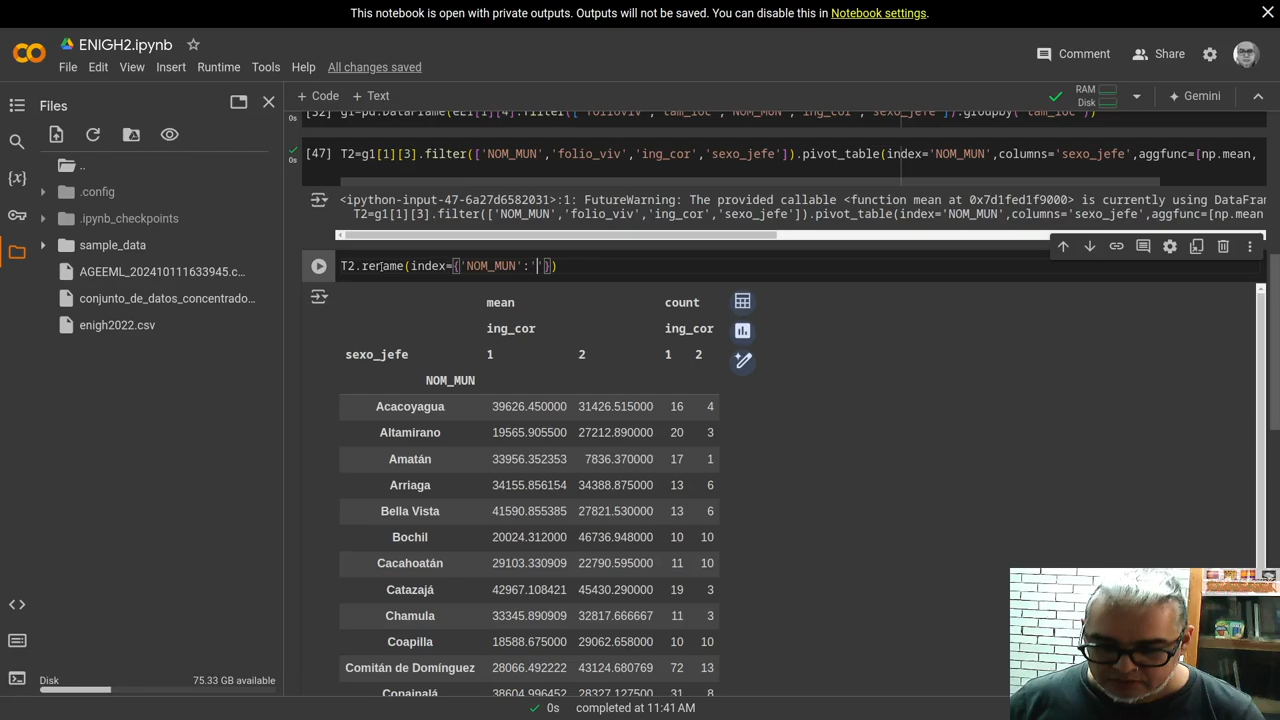 This notebook is open with private outputs. Outputs will not be saved. You can disable this in Notebook settings.
ENIGH2.ipynb
File Edit View Insert Runtime Tools Help All changes saved
Comment Share
Files
+ Code + Text
RAM
Disk
Gemini
..
.config
.ipynb_checkpoints
sample_data
AGEEML_202410111633945.c...
conjunto_de_datos_concentrado...
enigh2022.csv
Disk 75.33 GB available
0s
[47] T2=g1[1][3].filter(['NOM_MUN','folio_viv','ing_cor','sexo_jefe']).pivot_table(index='NOM_MUN',columns='sexo_jefe',aggfunc=[np.mean,
0s
<ipython-input-47-6a27d6582031>:1: FutureWarning: The provided callable <function mean at 0x7d1fed1f9000> is currently using DataFra
T2=g1[1][3].filter(['NOM_MUN','folio_viv','ing_cor','sexo_jefe']).pivot_table(index='NOM_MUN',columns='sexo_jefe',aggfunc=[np.mean
T2.rename(index={'NOM_MUN':''})
mean count
ing_cor ing_cor
sexo_jefe 1 2 1 2
NOM_MUN
Acacoyagua 39626.450000 31426.515000 16 4
Altamirano 19565.905500 27212.890000 20 3
Amatán 33956.352353 7836.370000 17 1
Arriaga 34155.856154 34388.875000 13 6
Bella Vista 41590.855385 27821.530000 13 6
Bochil 20024.312000 46736.948000 10 10
Cacahoatán 29103.330909 22790.595000 11 10
Catazajá 42967.108421 45430.290000 19 3
Chamula 33345.890909 32817.666667 11 3
Coapilla 18588.675000 29062.658000 10 10
Comitán de Domínguez 28066.492222 43124.680769 72 13
Copainalá 38604.996452 28327.127500 31 8
0s completed at 11:41 AM